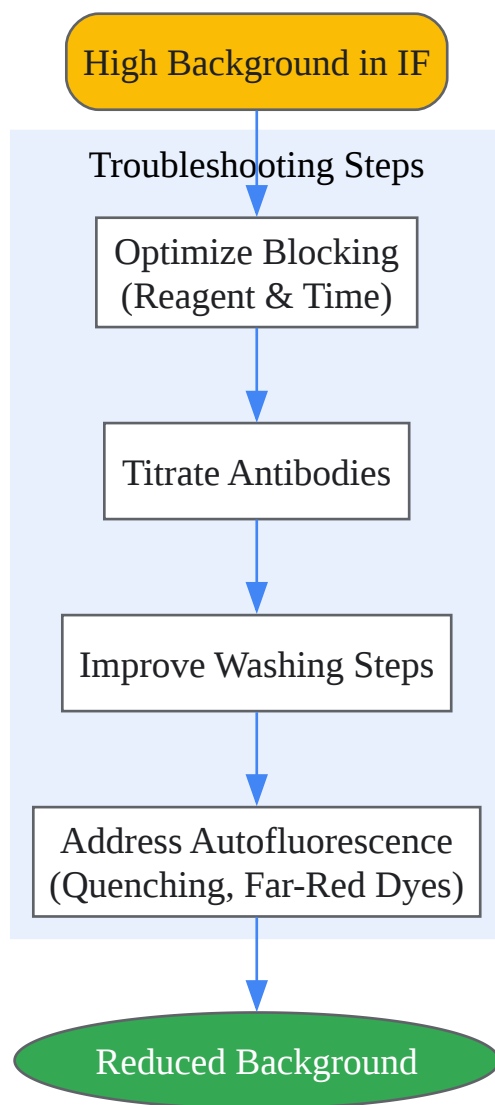 High Background in IF
Troubleshooting Steps
Optimize Blocking
(Reagent & Time)
Titrate Antibodies
Improve Washing Steps
Address Autofluorescence
(Quenching, Far-Red Dyes)
Reduced Background